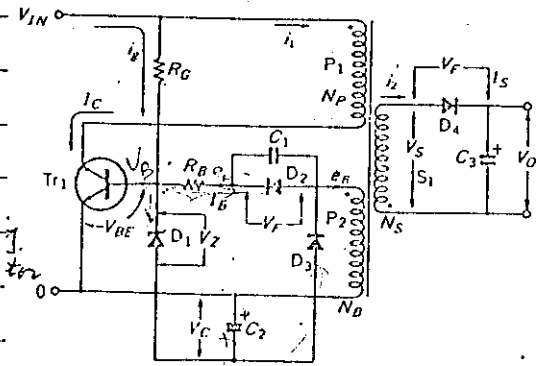 V_IN
i_g
i_1
R_G
P_1
N_P
I_C
i_2
V_F
I_S
D_4
V_S
S_1
C_3 +
V_O
N_S
Tr_1
R_B
C_1
D_2
e_B
I_B
V_F
P_2
V_BE
D_1
V_Z
D_3
N_B
0
V_C
+
C_2